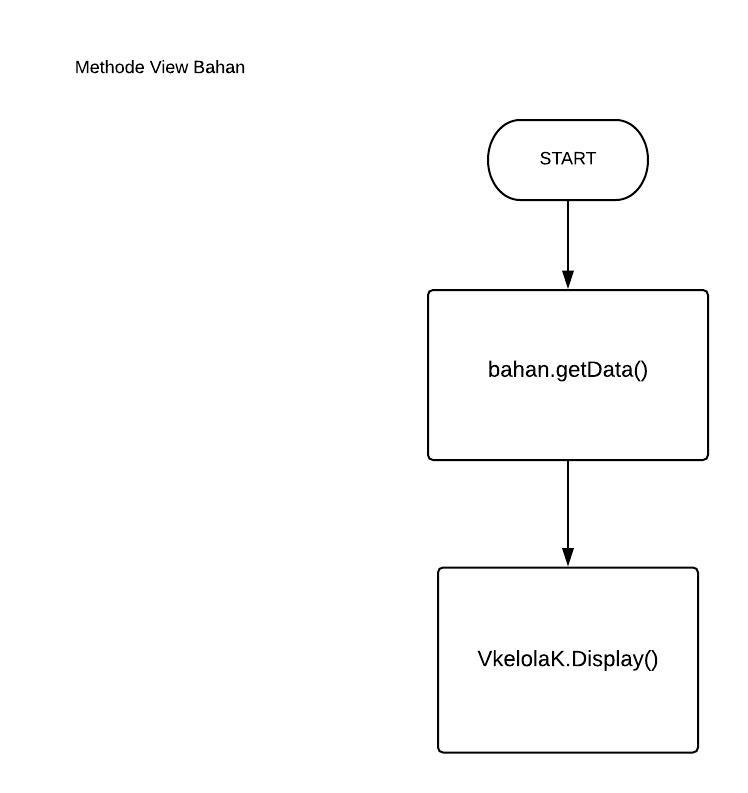 Methode View Bahan
START
bahan.getData()
VkelolaK.Display()